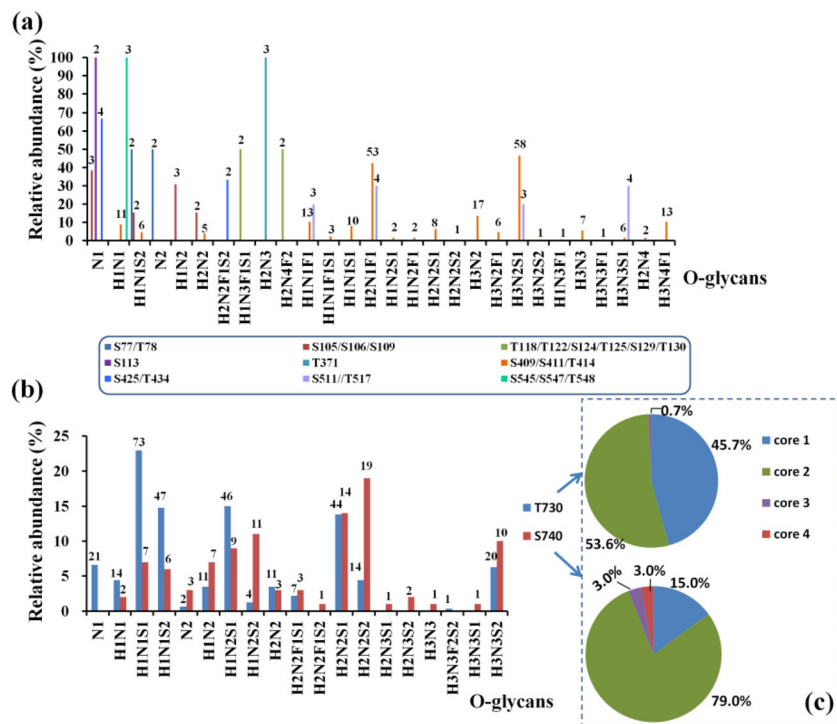 (a)
Relative abundance (%)
100
90
80
70
60
50
40
30
20
10
0
3
2
4
11
3
2
2
6
2
3
2
5
2
2
3
2
13
3
3
10
53
4
2
2
8
1
17
6
58
3
1
1
7
1
6
4
2
13
N1
H1N1
H1N1S2
N2
H1N2
H2N2
H2N2F1S2
H1N3F1S1
H2N3
H2N4F2
H1N1F1
H1N1F1S1
H1N1S1
H2N1F1
H1N2S1
H1N2F1
H2N2S1
H2N2S2
H3N2
H3N2F1
H3N2S1
H3N2S2
H1N3F1
H3N3
H3N3F1
H3N3S1
H2N4
H3N4F1
O-glycans
S77/T78
S105/S106/S109
T118/T122/S124/T125/S129/T130
S113
T371
S409/S411/T414
S425/T434
S511//T517
S545/S547/T548
(b)
Relative abundance (%)
25
20
15
10
5
0
21
14
2
73
7
47
6
2
3
11
7
46
9
4
11
11
3
7
3
1
44
14
14
19
1
2
1
1
1
20
10
N1
H1N1
H1N1S1
H1N1S2
N2
H1N2
H1N2S1
H1N2S2
H2N2
H2N2F1S1
H2N2F1S2
H2N2S1
H2N2S2
H2N3S1
H2N3S2
H3N3
H3N3F2S2
H3N3S1
H3N3S2
O-glycans
T730
S740
0.7%
45.7%
53.6%
core 1
core 2
core 3
core 4
3.0%
3.0%
15.0%
79.0%
(c)